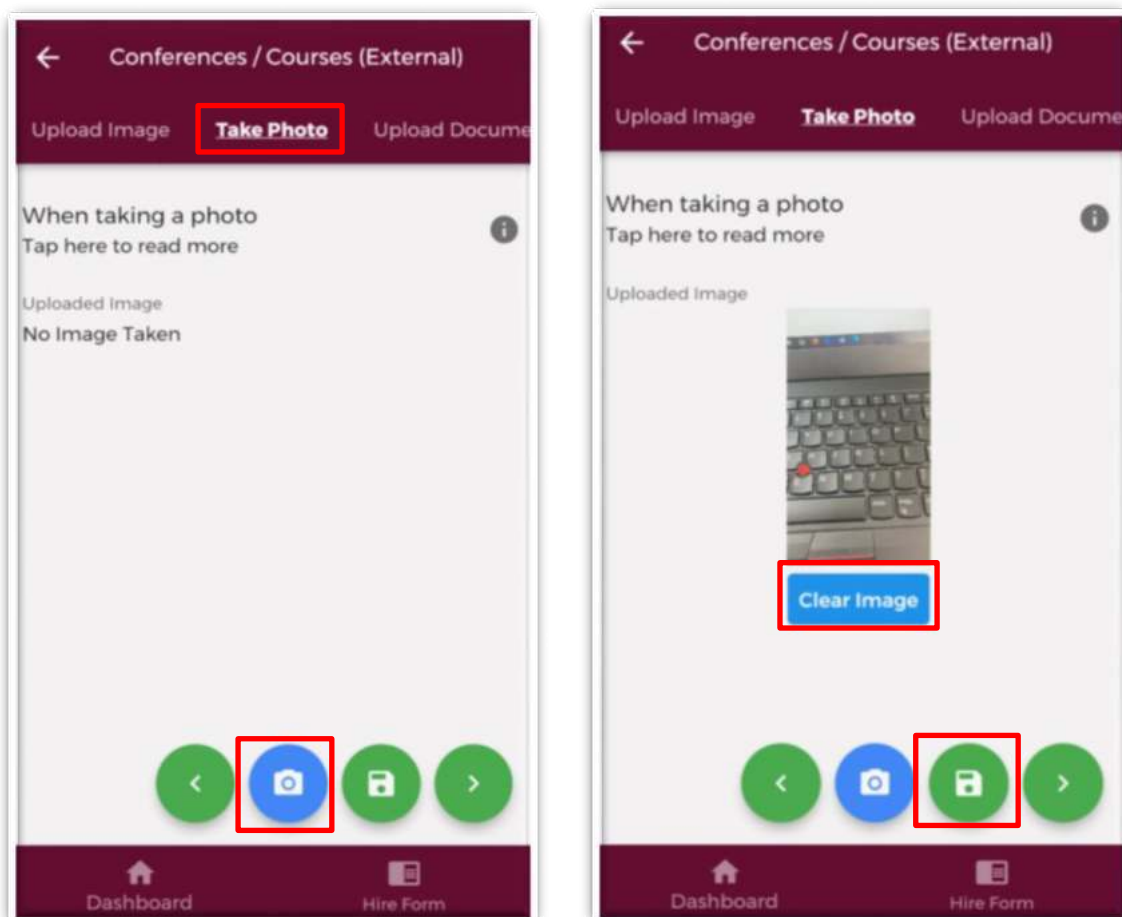 Conferences / Courses (External)
Upload Image Take Photo Upload Docume
When taking a photo
Tap here to read more
Uploaded Image
No Image Taken
Dashboard Hire Form
Conferences / Courses (External)
Upload Image Take Photo Upload Docume
When taking a photo
Tap here to read more
Uploaded Image
Clear Image
Dashboard Hire Form